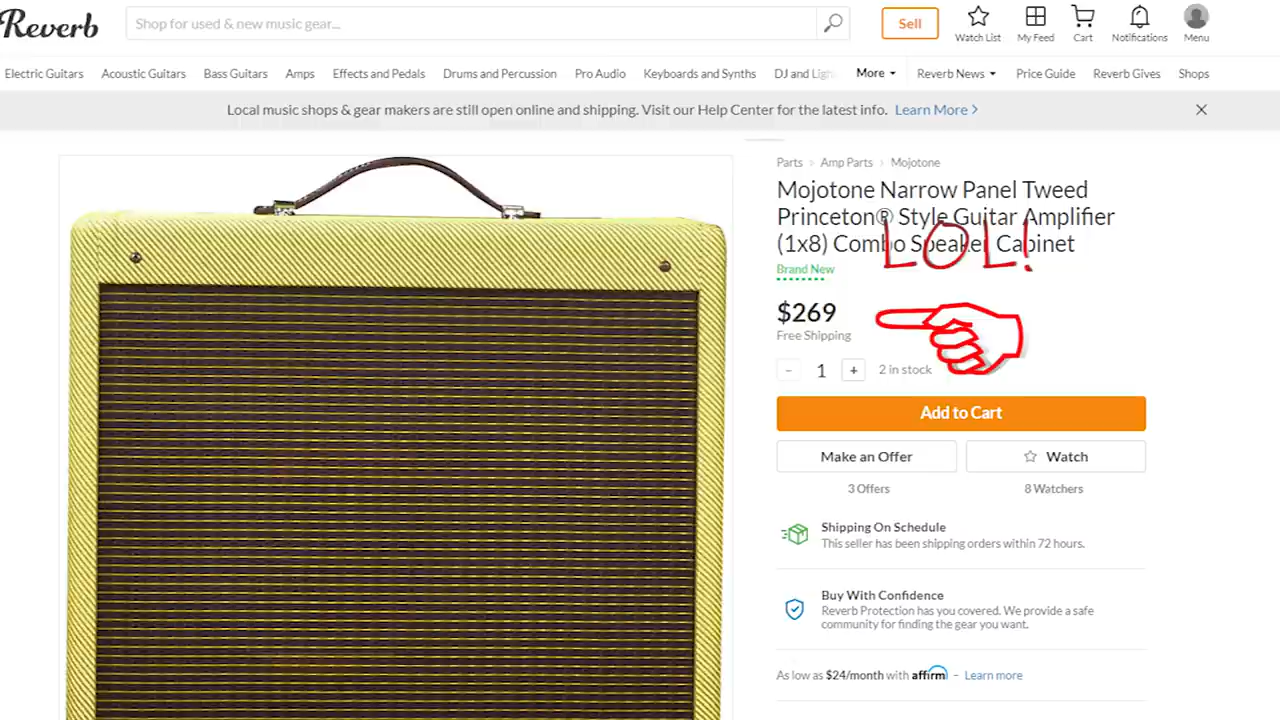 Reverb
Shop for used & new music gear...
Sell
Watch List
My Feed
Cart
Notifications
Menu
Electric Guitars
Acoustic Guitars
Bass Guitars
Amps
Effects and Pedals
Drums and Percussion
Pro Audio
Keyboards and Synths
DJ and Ligh
More
Reverb News
Price Guide
Reverb Gives
Shops
Local music shops & gear makers are still open online and shipping. Visit our Help Center for the latest info. Learn More >
Parts > Amp Parts > Mojotone
Mojotone Narrow Panel Tweed
Princeton® Style Guitar Amplifier
(1x8) Combo Speaker Cabinet
LOL!
Brand New
$269
Free Shipping
- 1 + 2 in stock
Add to Cart
Make an Offer
Watch
3 Offers
8 Watchers
Shipping On Schedule
This seller has been shipping orders within 72 hours.
Buy With Confidence
Reverb Protection has you covered. We provide a safe
community for finding the gear you want.
As low as $24/month with affirm - Learn more